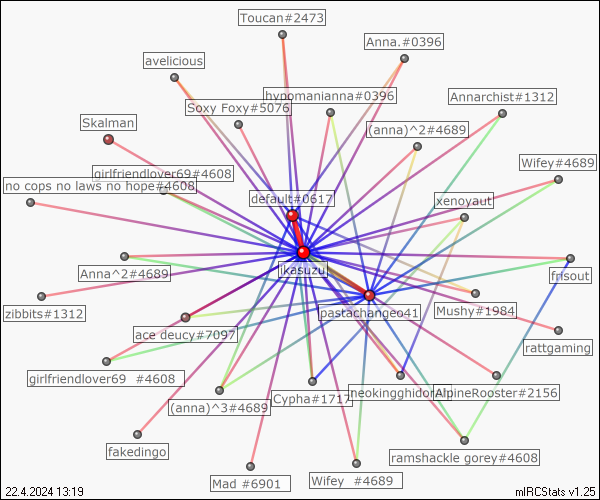 Toucan#2473
Anna.#0396
avelicious
hypomanianna#0396
Annarchist#1312
Soxy Foxy#5076
Skalman
(anna)^2#4689
Wifey#4689
girlfriendlover69#4608
no cops no laws no hope#4608
default#0617
xenoyaut
ikasuzu
Anna^2#4689
frisout
zibbits#1312
pastachangeo41
Mushy#1984
ace deucy#7097
rattgaming
girlfriendlover69 #4608
(anna)^3#4689
Cypha#1717
AlpineRooster#2156
fakedingo
ramshackle gorey#4608
Mad #6901
Wifey #4689
22.4.2024 13:19
mIRCStats v1.25